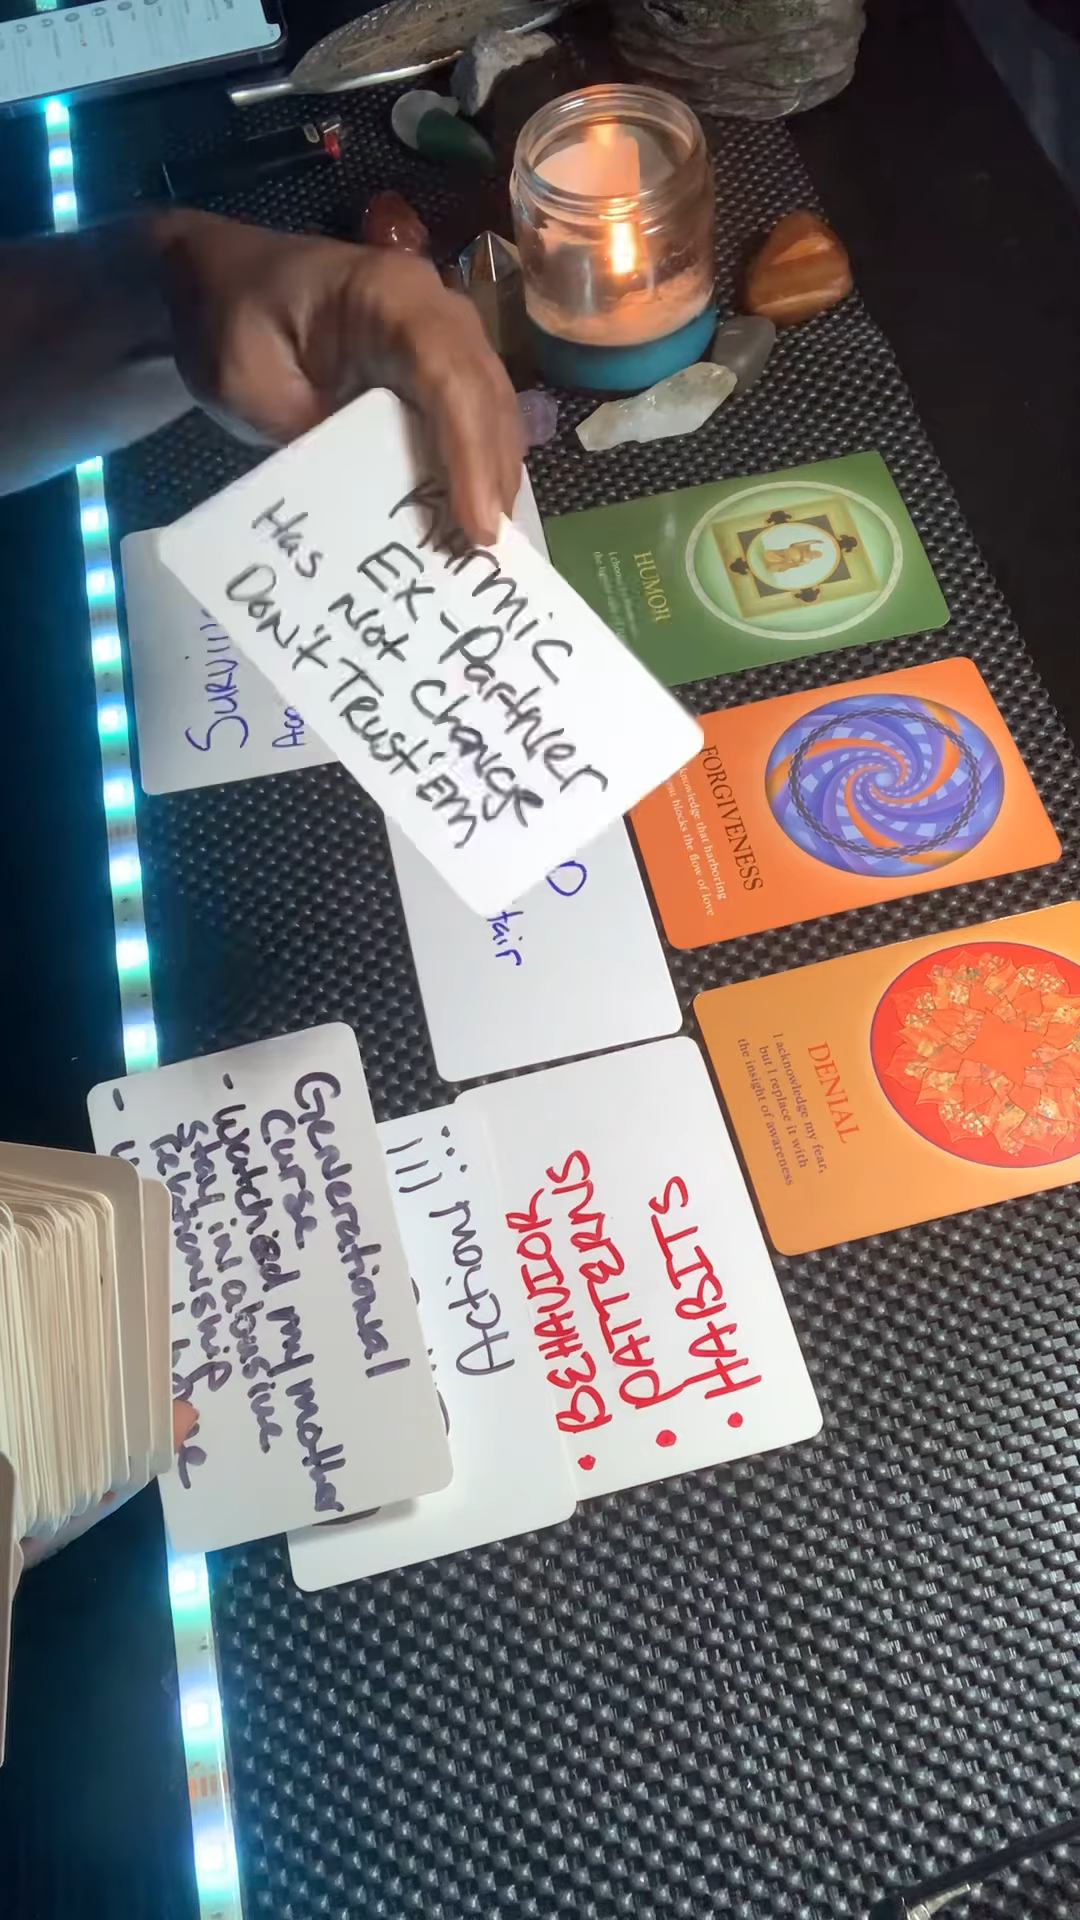 Karmic
Ex-Partner
Has Not Change
Don't Trust Em
HUMOR
FORGIVENESS
knowledge that harboring
blocks the flow of love
DENIAL
I acknowledge my fear,
but I replace it with
the insight of awareness
tair
Generational
Curse
- Watched my mother
Stay in abusive
Relationship
-
Action!
• BEHAVIOR
• PATTERNS
• HABITS